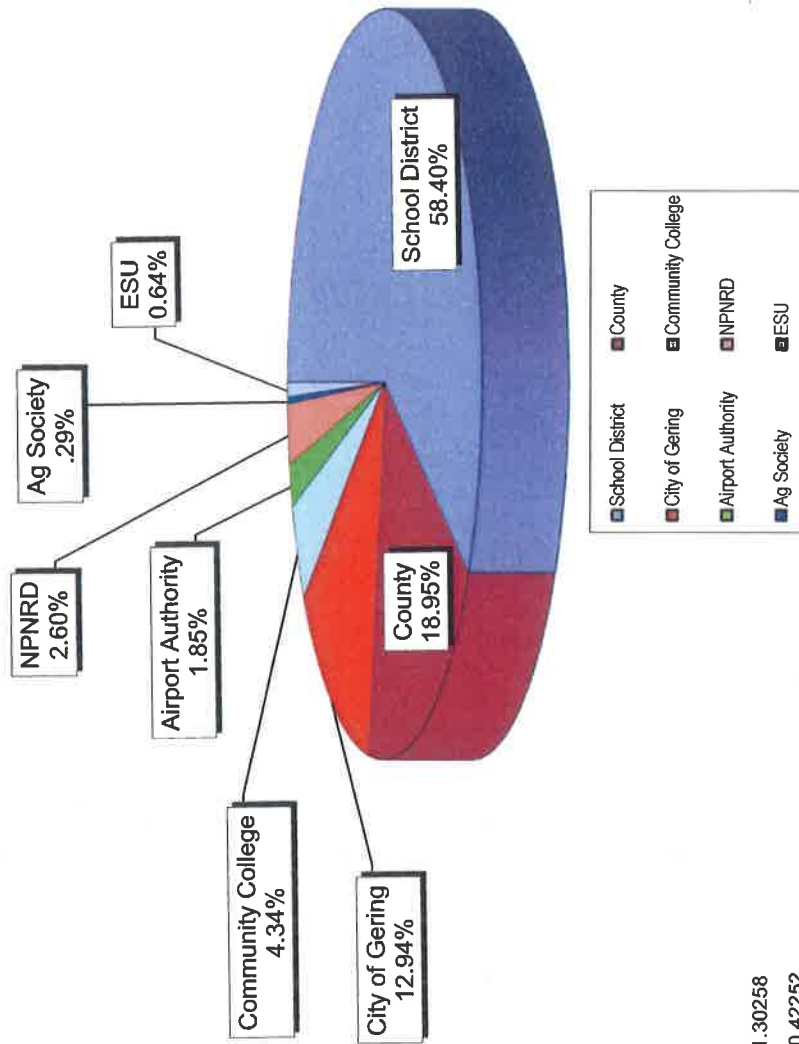 NPNRD
2.60%
Ag Society
.29%
ESU
0.64%
Airport Authority
1.85%
Community College
4.34%
City of Gering
12.94%
County
18.95%
School District
58.40%
School District
County
City of Gering
Community College
Airport Authority
NPNRD
Ag Society
ESU
1.30258
0.42252